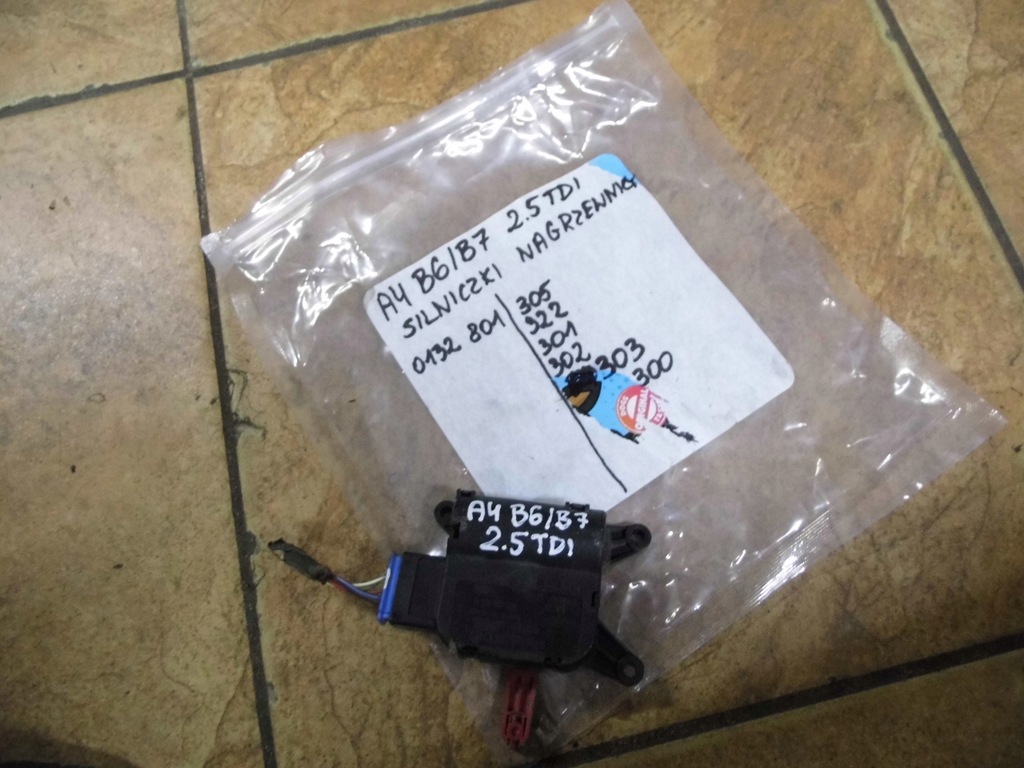 A4 B6/B7 2.5TDI
SILNICZKI NAGRZEWNICY
0132 801
305
322
301
302 303
300
A4 B6/B7
2.5TDI